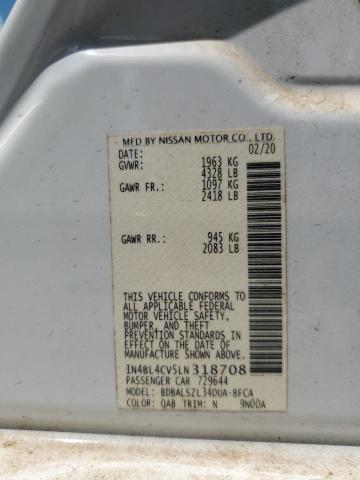 MFD BY NISSAN MOTOR CO., LTD.
DATE: 02/20
GVWR: 1963 KG
4328 LB
GAWR FR: 1097 KG
2418 LB
GAWR RR: 945 KG
2083 LB
THIS VEHICLE CONFORMS TO
ALL APPLICABLE FEDERAL
MOTOR VEHICLE SAFETY,
BUMPER, AND THEFT
PREVENTION STANDARDS IN
EFFECT ON THE DATE OF
MANUFACTURE SHOWN ABOVE.
1N4BL4CV5LN318708
PASSENGER CAR 729644
MODEL: BDBALSZL34DUA-BFCA
COLOR: QAB TRIM: N 9N00A